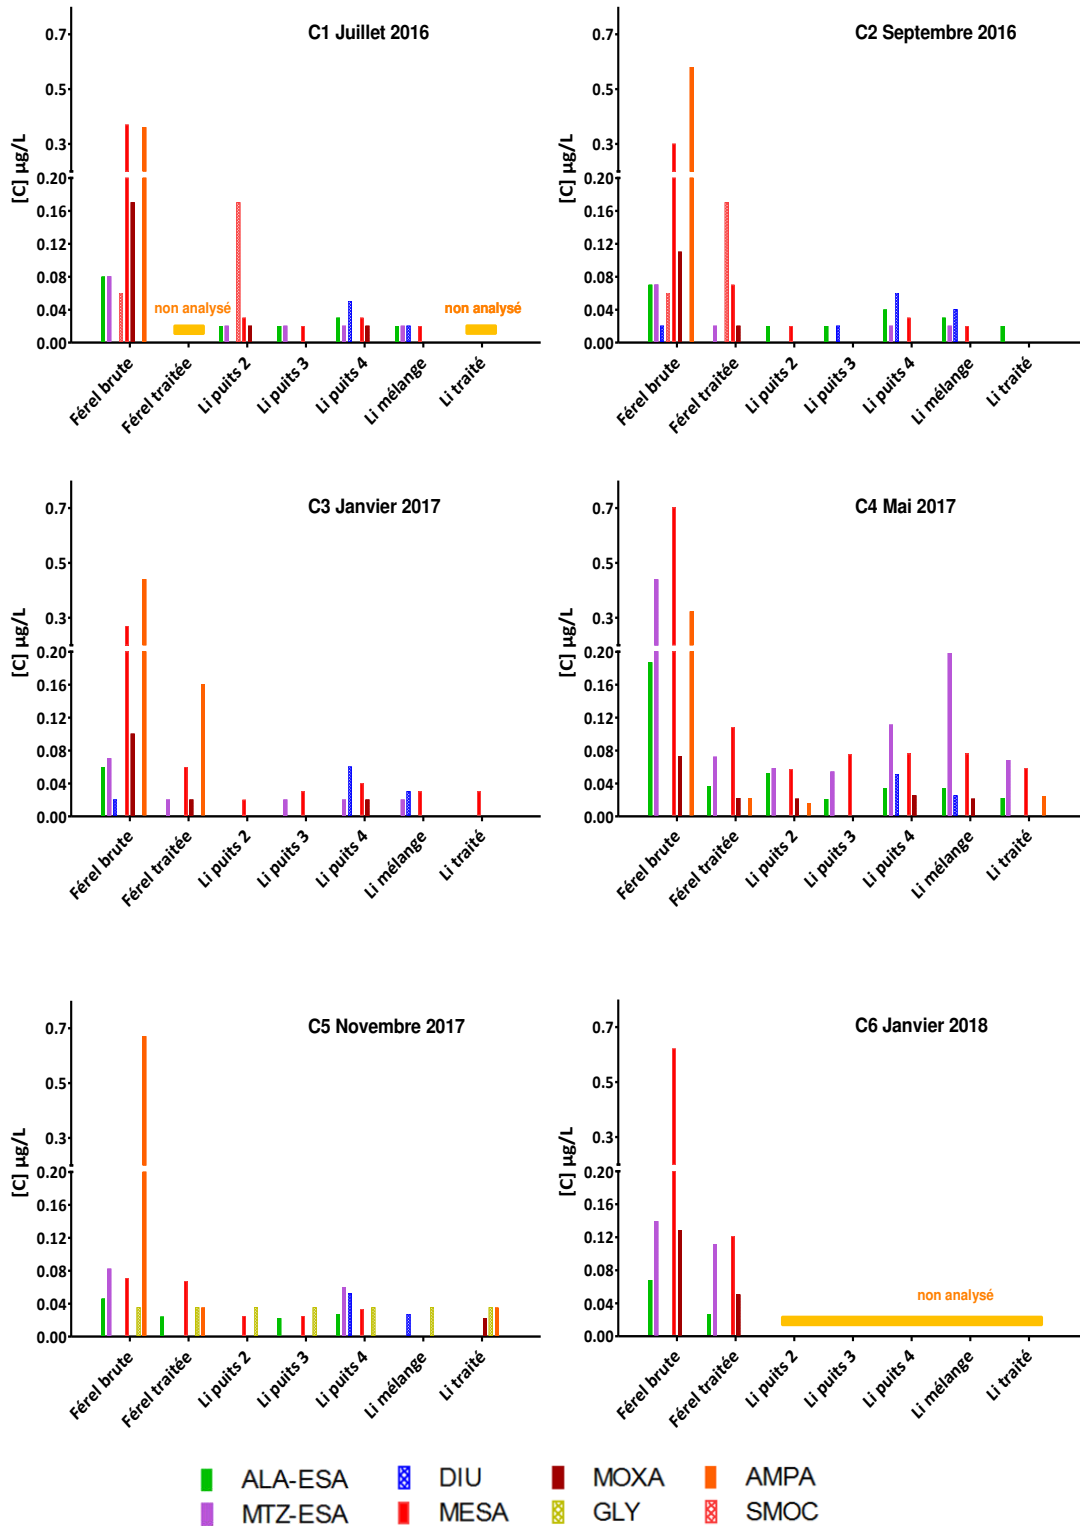 C1 Juillet 2016
[C] µg/L
0.7
0.5
0.3
0.20
0.16
0.12
0.08
0.04
0.00
non analysé
non analysé
Férel brute
Férel traitée
Li puits 2
Li puits 3
Li puits 4
Li mélange
Li traité
C2 Septembre 2016
[C] µg/L
0.7
0.5
0.3
0.20
0.16
0.12
0.08
0.04
0.00
Férel brute
Férel traitée
Li puits 2
Li puits 3
Li puits 4
Li mélange
Li traité
C3 Janvier 2017
[C] µg/L
0.7
0.5
0.3
0.20
0.16
0.12
0.08
0.04
0.00
Férel brute
Férel traitée
Li puits 2
Li puits 3
Li puits 4
Li mélange
Li traité
C4 Mai 2017
[C] µg/L
0.7
0.5
0.3
0.20
0.16
0.12
0.08
0.04
0.00
Férel brute
Férel traitée
Li puits 2
Li puits 3
Li puits 4
Li mélange
Li traité
C5 Novembre 2017
[C] µg/L
0.7
0.5
0.3
0.20
0.16
0.12
0.08
0.04
0.00
Férel brute
Férel traitée
Li puits 2
Li puits 3
Li puits 4
Li mélange
Li traité
C6 Janvier 2018
[C] µg/L
0.7
0.5
0.3
0.20
0.16
0.12
0.08
0.04
0.00
non analysé
Férel brute
Férel traitée
Li puits 2
Li puits 3
Li puits 4
Li mélange
Li traité
ALA-ESA DIU MOXA AMPA
MTZ-ESA MESA GLY SMOC